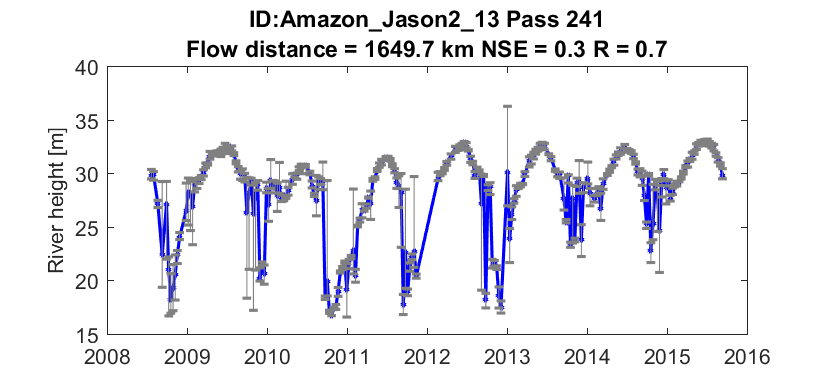 ID:Amazon_Jason2_13 Pass 241
Flow distance = 1649.7 km NSE = 0.3 R = 0.7
River height [m]
40
35
30
25
20
15
2008 2009 2010 2011 2012 2013 2014 2015 2016